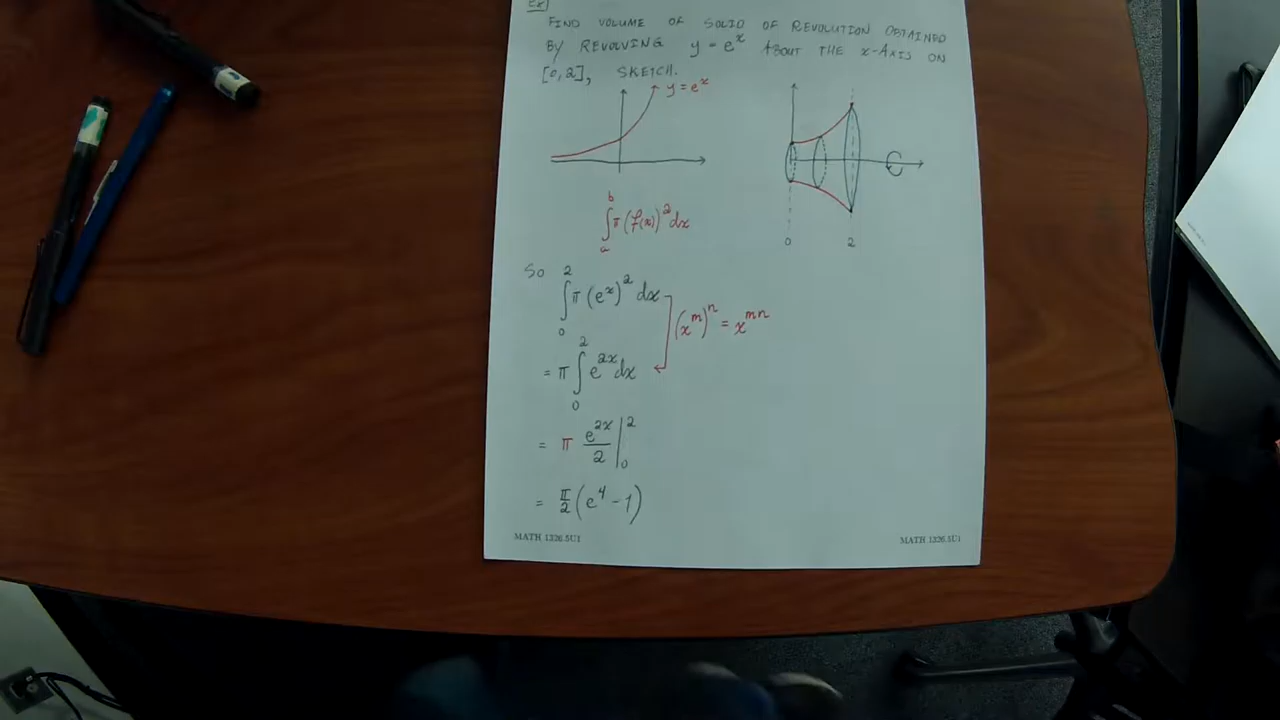 Ex
FIND VOLUME OF SOLID OF REVOLUTION OBTAINED
BY REVOLVING y = e^x ABOUT THE x-AXIS ON
[0,2], SKETCH.
y = e^x
0 2
∫_a^b π(f(x))^2 dx
So ∫_0^2 π(e^x)^2 dx
(x^m)^n = x^{mn}
= π ∫_0^2 e^{2x} dx
= π e^{2x}/2 |_0^2
= π/2 (e^4 - 1)
MATH 1326.5U1 MATH 1326.5U1